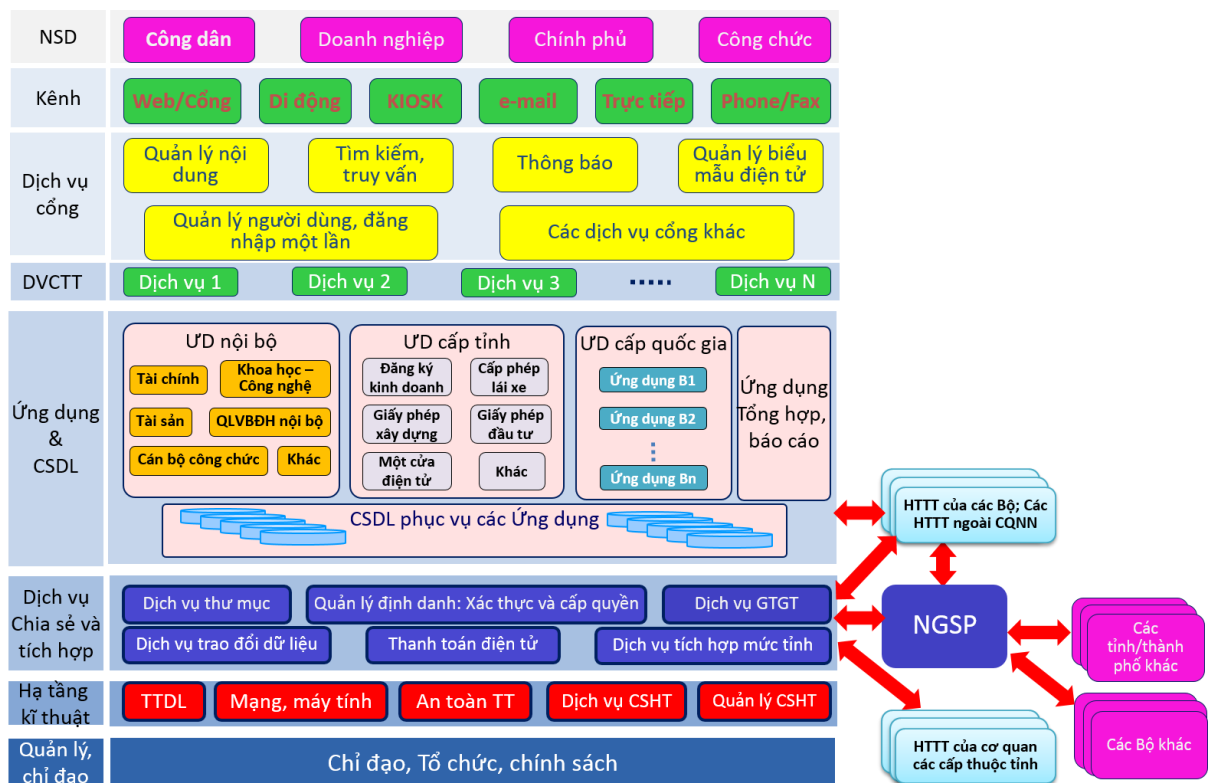 NSD
Công dân
Doanh nghiệp
Chính phủ
Công chức
Kênh
Web/Cổng
Di động
KIOSK
e-mail
Trực tiếp
Phone/Fax
Dịch vụ
cổng
Quản lý nội
dung
Tìm kiếm,
truy vấn
Thông báo
Quản lý biểu
mẫu điện tử
Quản lý người dùng, đăng
nhập một lần
Các dịch vụ cổng khác
DVCTT
Dịch vụ 1
Dịch vụ 2
Dịch vụ 3
.....
Dịch vụ N
Ứng dụng
&
CSDL
ƯD nội bộ
Tài chính
Khoa học –
Công nghệ
Tài sản
QLVBĐH nội bộ
Cán bộ công chức
Khác
ƯD cấp tỉnh
Đăng ký
kinh doanh
Cấp phép
lái xe
Giấy phép
xây dựng
Giấy phép
đầu tư
Một cửa
điện tử
Khác
ƯD cấp quốc gia
Ứng dụng B1
Ứng dụng B2
Ứng dụng Bn
Ứng dụng
Tổng hợp,
báo cáo
CSDL phục vụ các Ứng dụng
HTTT của các Bộ; Các
HTTT ngoài CQNN
Dịch vụ
Chia sẻ và
tích hợp
Dịch vụ thư mục
Quản lý định danh: Xác thực và cấp quyền
Dịch vụ GTGT
Dịch vụ trao đổi dữ liệu
Thanh toán điện tử
Dịch vụ tích hợp mức tỉnh
NGSP
Các
tỉnh/thành
phố khác
Hạ tầng
kĩ thuật
TTDL
Mạng, máy tính
An toàn TT
Dịch vụ CSHT
Quản lý CSHT
HTTT của cơ quan
các cấp thuộc tỉnh
Các Bộ khác
Quản lý,
chỉ đạo
Chỉ đạo, Tổ chức, chính sách